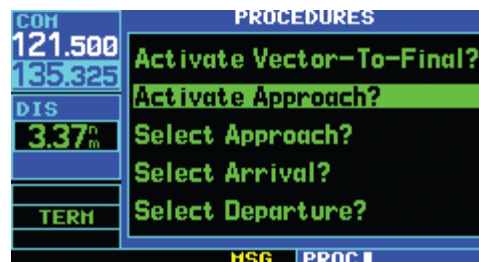 COM
121.500
135.325
DIS
3.37nm
TERM
PROCEDURES
Activate Vector-To-Final?
Activate Approach?
Select Approach?
Select Arrival?
Select Departure?
MSG PROC